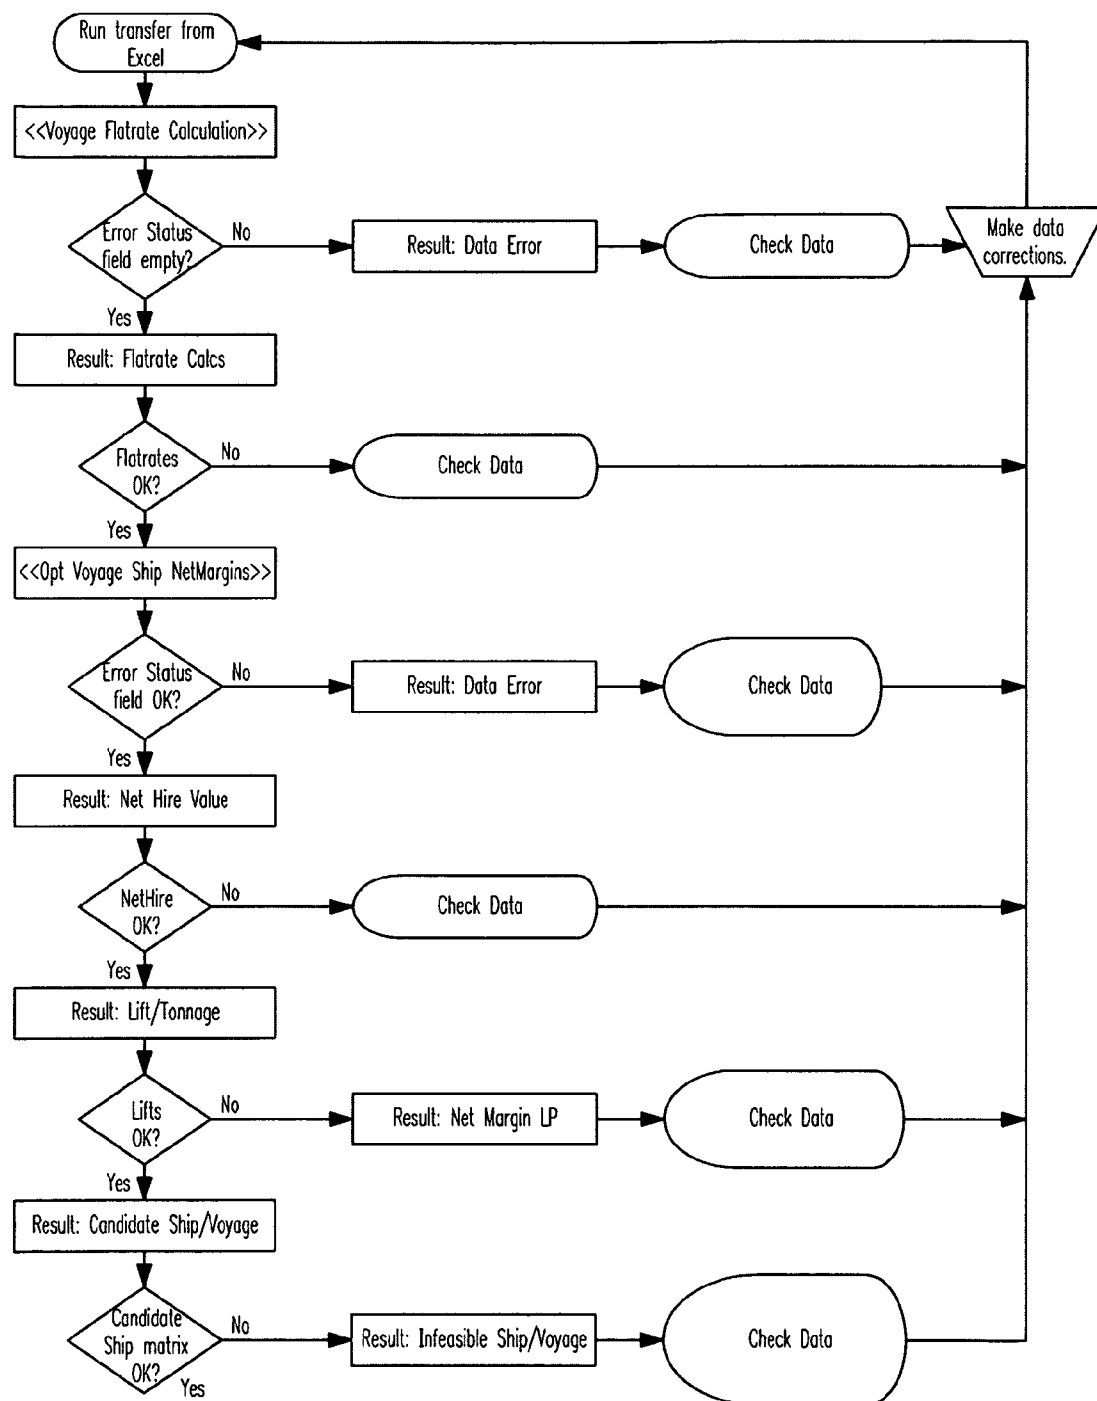 Run transfer from
Excel
<<Voyage Flatrate Calculation>>
Error Status
field empty?
No
Result: Data Error
Check Data
Make data
corrections.
Yes
Result: Flatrate Calcs
Flatrates
OK?
No
Check Data
Yes
<<Opt Voyage Ship NetMargins>>
Error Status
field OK?
No
Result: Data Error
Check Data
Yes
Result: Net Hire Value
NetHire
OK?
No
Check Data
Yes
Result: Lift/Tonnage
Lifts
OK?
No
Result: Net Margin LP
Check Data
Yes
Result: Candidate Ship/Voyage
Candidate
Ship matrix
OK?
No
Result: Infeasible Ship/Voyage
Check Data
Yes